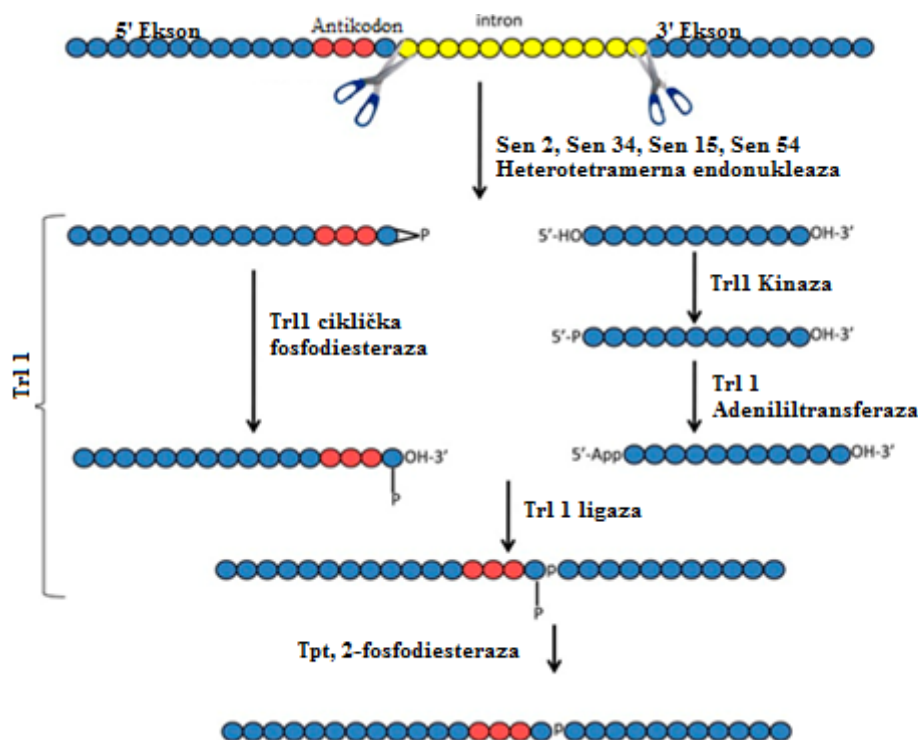 5' Ekson
Antikodon
intron
3' Ekson
Sen 2, Sen 34, Sen 15, Sen 54
Heterotetramerna endonukleaza
P
5'-HO
OH-3'
Trl1 ciklička
fosfodiesteraza
Trl1 Kinaza
5'-P
OH-3'
Trl 1
Trl 1
Adenililtransferaza
OH-3'
P
5'-App
OH-3'
Trl 1 ligaza
p
P
Tpt, 2-fosfodiesteraza
p